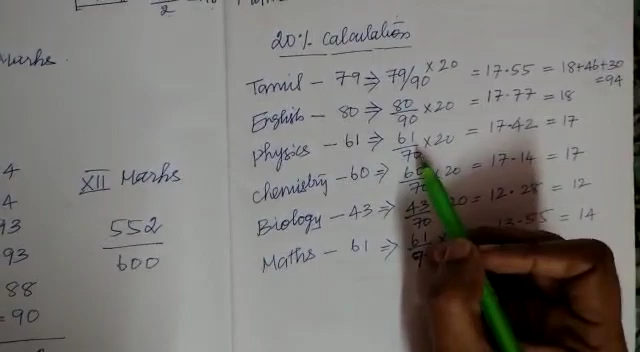 20% Calculation
Marks.
Tamil - 79 ⇒ 79/90 × 20 = 17.55 = 18+46+30
= 94
English - 80 ⇒ 80/90 × 20 = 17.77 = 18
Physics - 61 ⇒ 61/70 × 20 = 17.42 = 17
Chemistry - 60 ⇒ 60/70 × 20 = 17.14 = 17
Biology - 43 ⇒ 43/70 × 20 = 12.28 = 12
Maths - 61 ⇒ 61/9 × 13.55 = 14
XII Marks
552
600
4
4
93
93
88
= 90